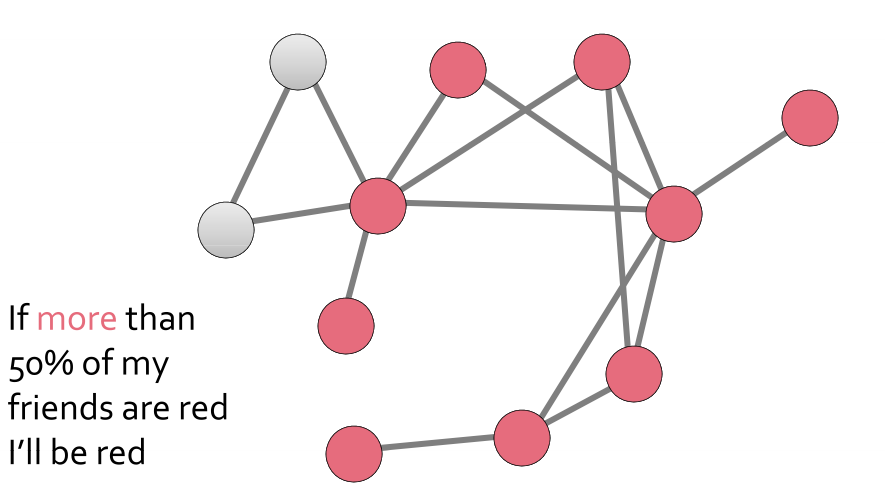 If more than
50% of my
friends are red
I’ll be red